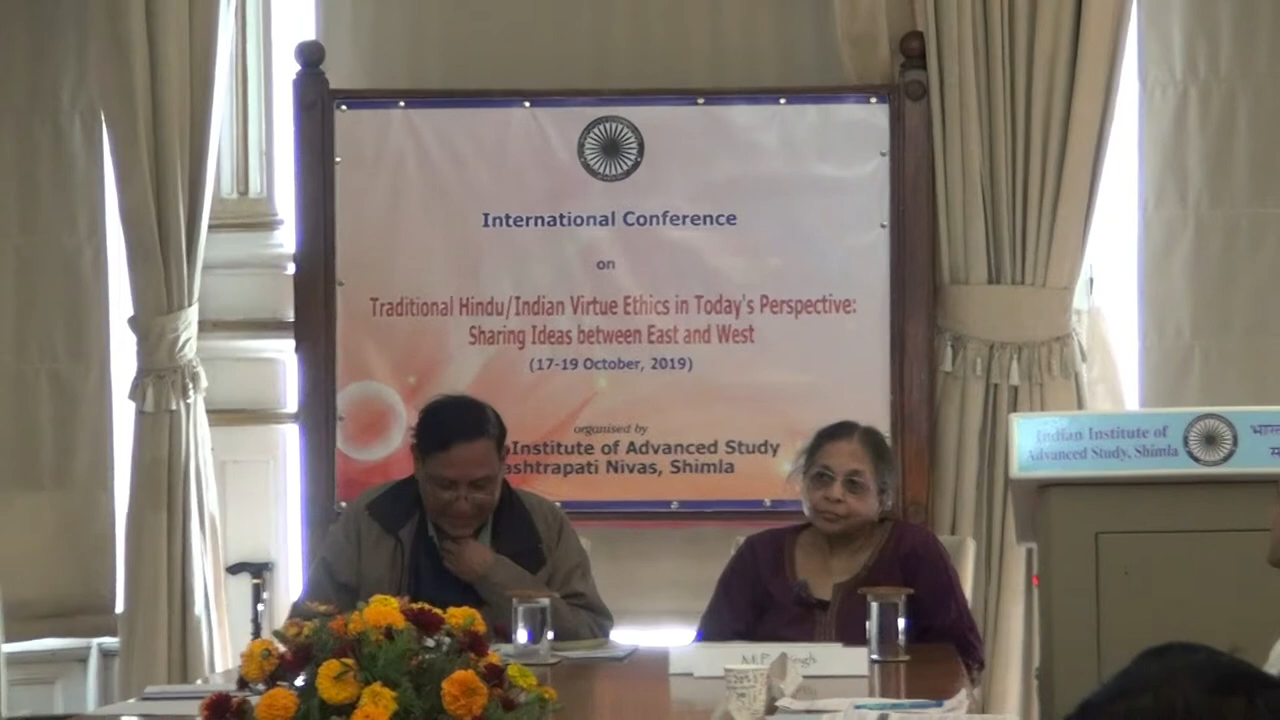 International Conference
on
Traditional Hindu/Indian Virtue Ethics in Today's Perspective:
Sharing Ideas between East and West
(17-19 October, 2019)
organised by
Institute of Advanced Study
ashtrapati Nivas, Shimla
Indian Institute of
Advanced Study, Shimla